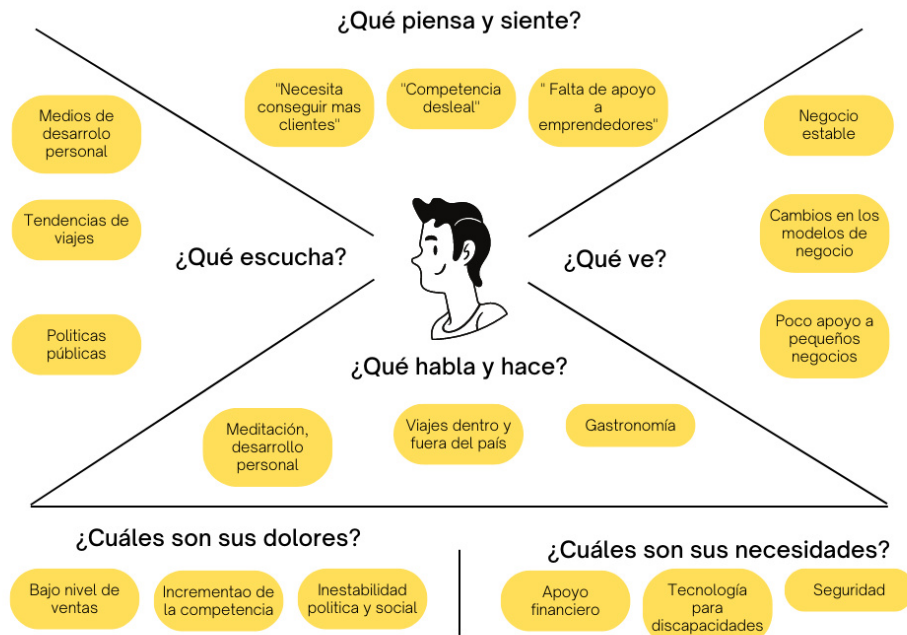 ¿Qué piensa y siente?
"Necesita
conseguir mas
clientes"
"Competencia
desleal"
" Falta de apoyo
a
emprendedores"
Medios de
desarrolo
personal
Tendencias de
viajes
Politicas
públicas
¿Qué escucha?
¿Qué ve?
Negocio
estable
Cambios en los
modelos de
negocio
Poco apoyo a
pequeños
negocios
¿Qué habla y hace?
Meditación,
desarrollo
personal
Viajes dentro y
fuera del país
Gastronomía
¿Cuáles son sus dolores?
Bajo nivel de
ventas
Incrementao de
la competencia
Inestabilidad
politica y social
¿Cuáles son sus necesidades?
Apoyo
financiero
Tecnología
para
discapacidades
Seguridad